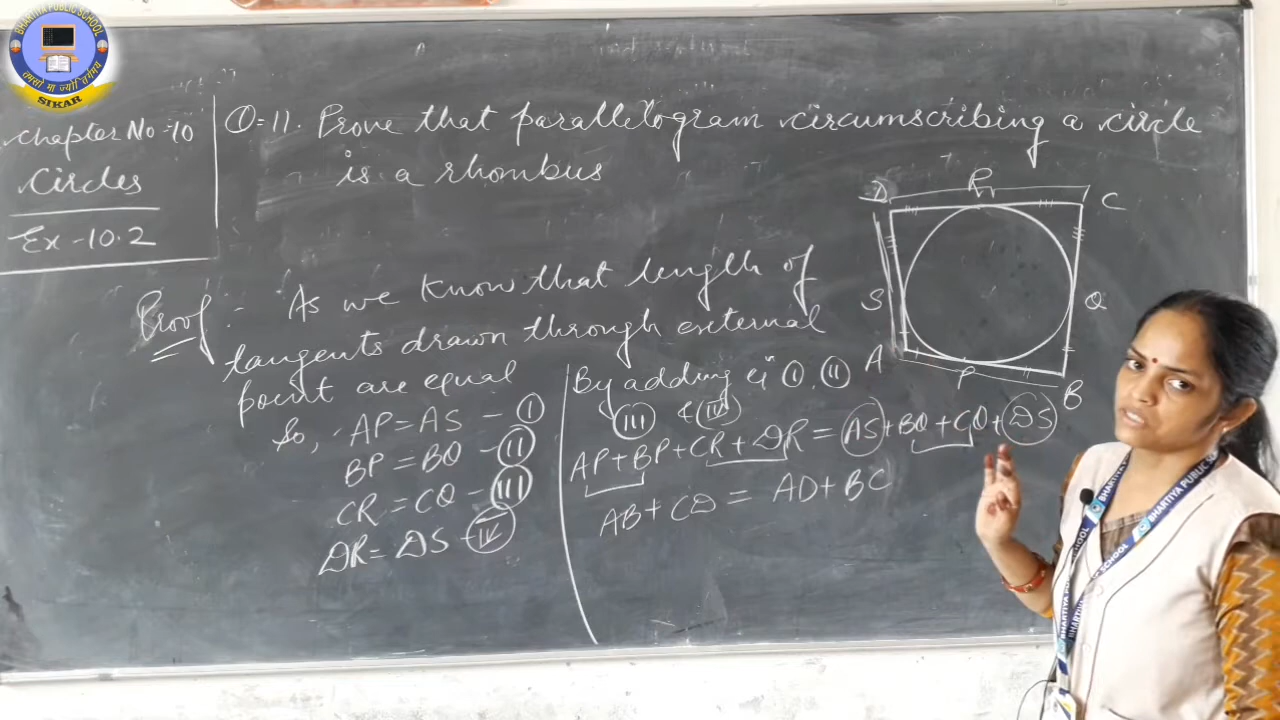 BHARTIYA PUBLIC SCHOOL
तमसो मा ज्योतिर्गमय
SIKAR
Chapter No - 10
Circles
Ex - 10.2
Q=11. Prove that parallelogram circumscribing a circle
is a rhombus
D R C
S Q
A P B
Proof :- As we know that length of
tangents drawn through external
point are equal
So, AP = AS - I
BP = BQ - II
CR = CQ - III
DR = DS - IV
By adding eqn I, II
III & IV
AP+BP+CR+DR = AS+BQ+CQ+DS
AB+CD = AD+BC
BHARTIYA PUBLIC SCHOOL